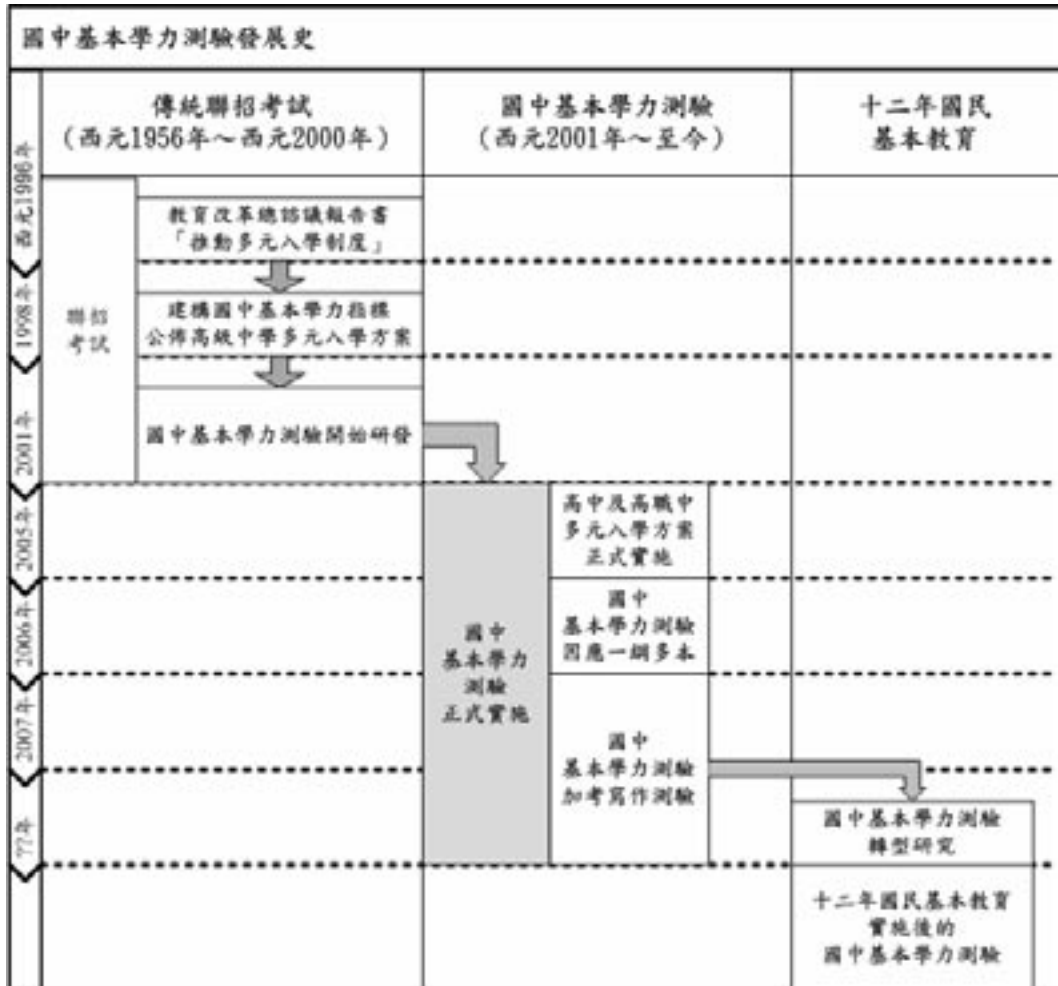 國中基本學力測驗發展史
傳統聯招考試
(西元1956年～西元2000年)
國中基本學力測驗
(西元2001年～至今)
十二年國民
基本教育
西元1996年
1998年
2001年
2005年
2006年
2007年
??年
聯招
考試
教育改革總諮議報告書
「推動多元入學制度」
建構國中基本學力指標
公佈高級中學多元入學方案
國中基本學力測驗開始研發
國中
基本學力
測驗
正式實施
高中及高職中
多元入學方案
正式實施
國中
基本學力測驗
因應一綱多本
國中
基本學力測驗
加考寫作測驗
國中基本學力測驗
轉型研究
十二年國民基本教育
實施後的
國中基本學力測驗